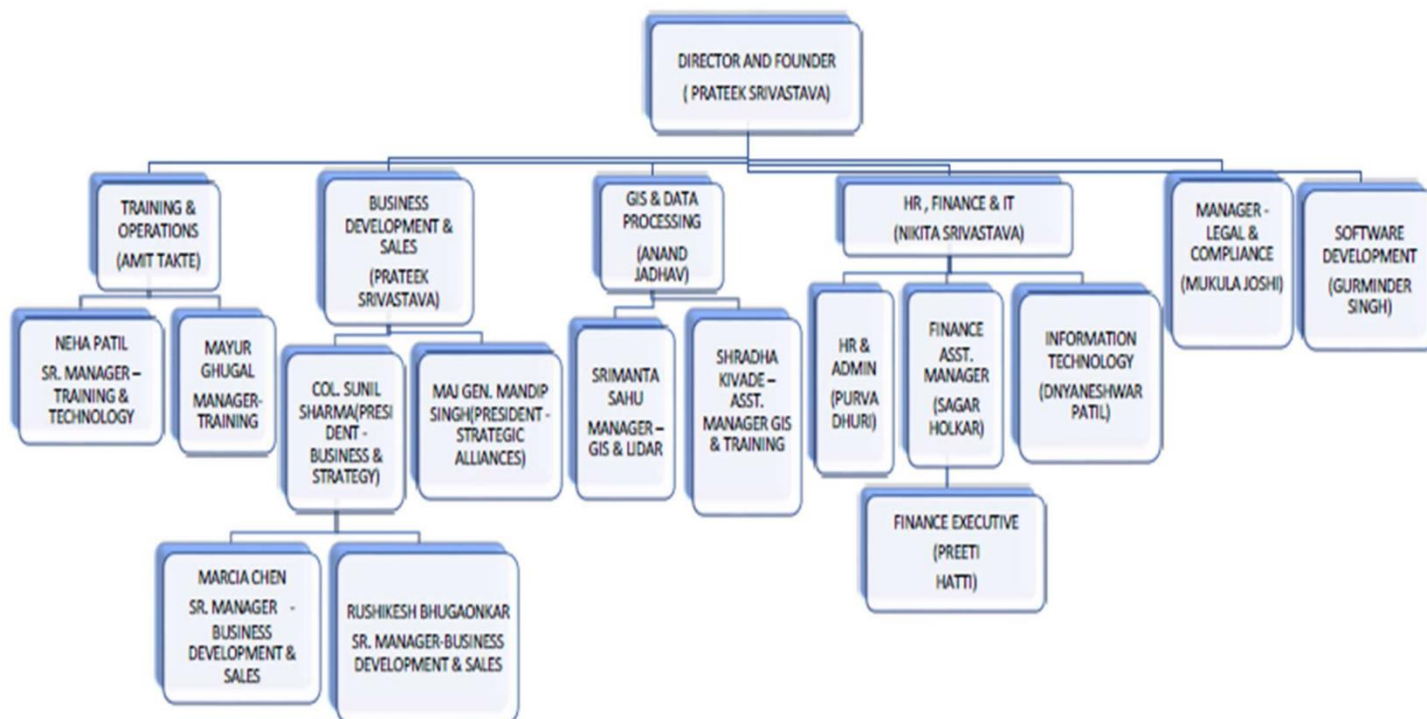 DIRECTOR AND FOUNDER
( PRATEEK SRIVASTAVA)
TRAINING &
OPERATIONS
(AMIT TAKTE)
BUSINESS
DEVELOPMENT &
SALES
(PRATEEK
SRIVASTAVA)
GIS & DATA
PROCESSING
(ANAND
JADHAV)
HR , FINANCE & IT
(NIKITA SRIVASTAVA)
MANAGER -
LEGAL &
COMPLIANCE
(MUKULA JOSHI)
SOFTWARE
DEVELOPMENT
(GURMINDER
SINGH)
NEHA PATIL
SR. MANAGER –
TRAINING &
TECHNOLOGY
MAYUR
GHUGAL
MANAGER-
TRAINING
COL. SUNIL
SHARMA(PRESI
DENT -
BUSINESS &
STRATEGY)
MAJ GEN. MANDIP
SINGH(PRESIDENT -
STRATEGIC
ALLIANCES)
SRIMANTA
SAHU
MANAGER –
GIS & LIDAR
SHRADHA
KIVADE –
ASST.
MANAGER GIS
& TRAINING
HR &
ADMIN
(PURVA
DHURI)
FINANCE
ASST.
MANAGER
(SAGAR
HOLKAR)
INFORMATION
TECHNOLOGY
(DNYANESHWAR
PATIL)
MARCIA CHEN
SR. MANAGER -
BUSINESS
DEVELOPMENT &
SALES
RUSHIKESH BHUGAONKAR
SR. MANAGER-BUSINESS
DEVELOPMENT & SALES
FINANCE EXECUTIVE
(PREETI
HATTI)